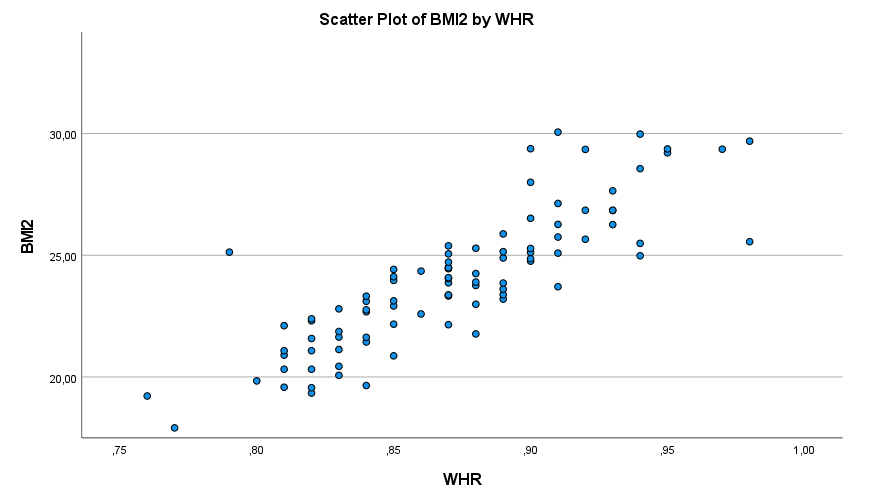 Scatter Plot of BMI2 by WHR
30,00
25,00
20,00
BMI2
,75 ,80 ,85 ,90 ,95 1,00
WHR